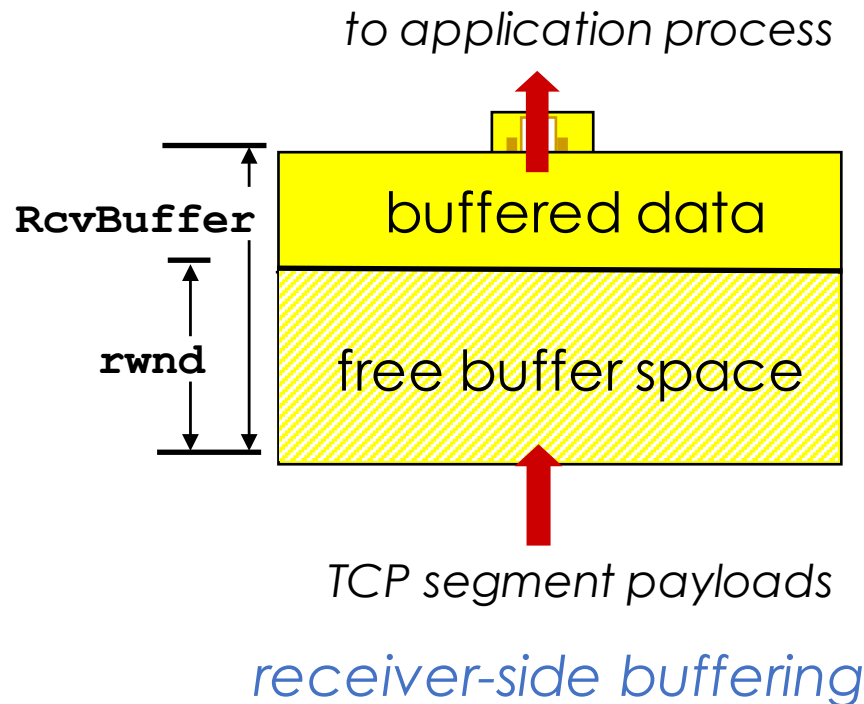 to application process
RcvBuffer
buffered data
rwnd
free buffer space
TCP segment payloads
receiver-side buffering